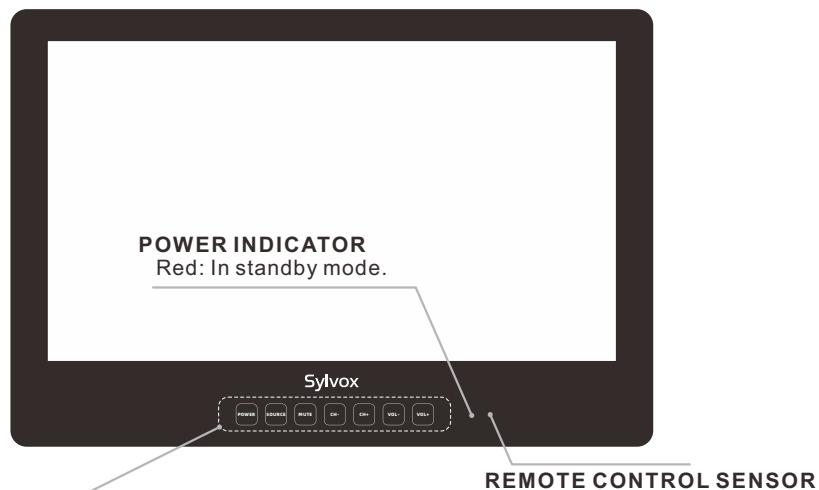 POWER INDICATOR
Red: In standby mode.
Sylvox
POWER SOURCE MUTE CH- CH+ VOL- VOL+
REMOTE CONTROL SENSOR